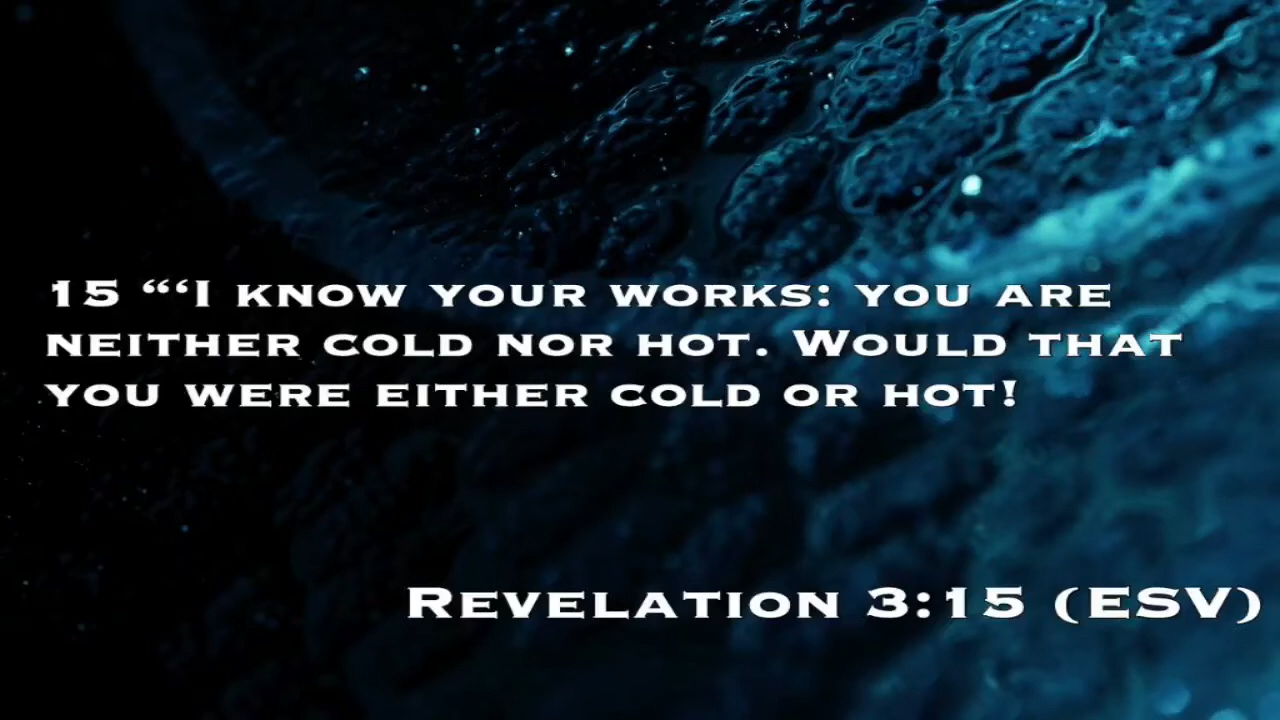 15 “‘I know your works: you are
neither cold nor hot. Would that
you were either cold or hot!
Revelation 3:15 (ESV)